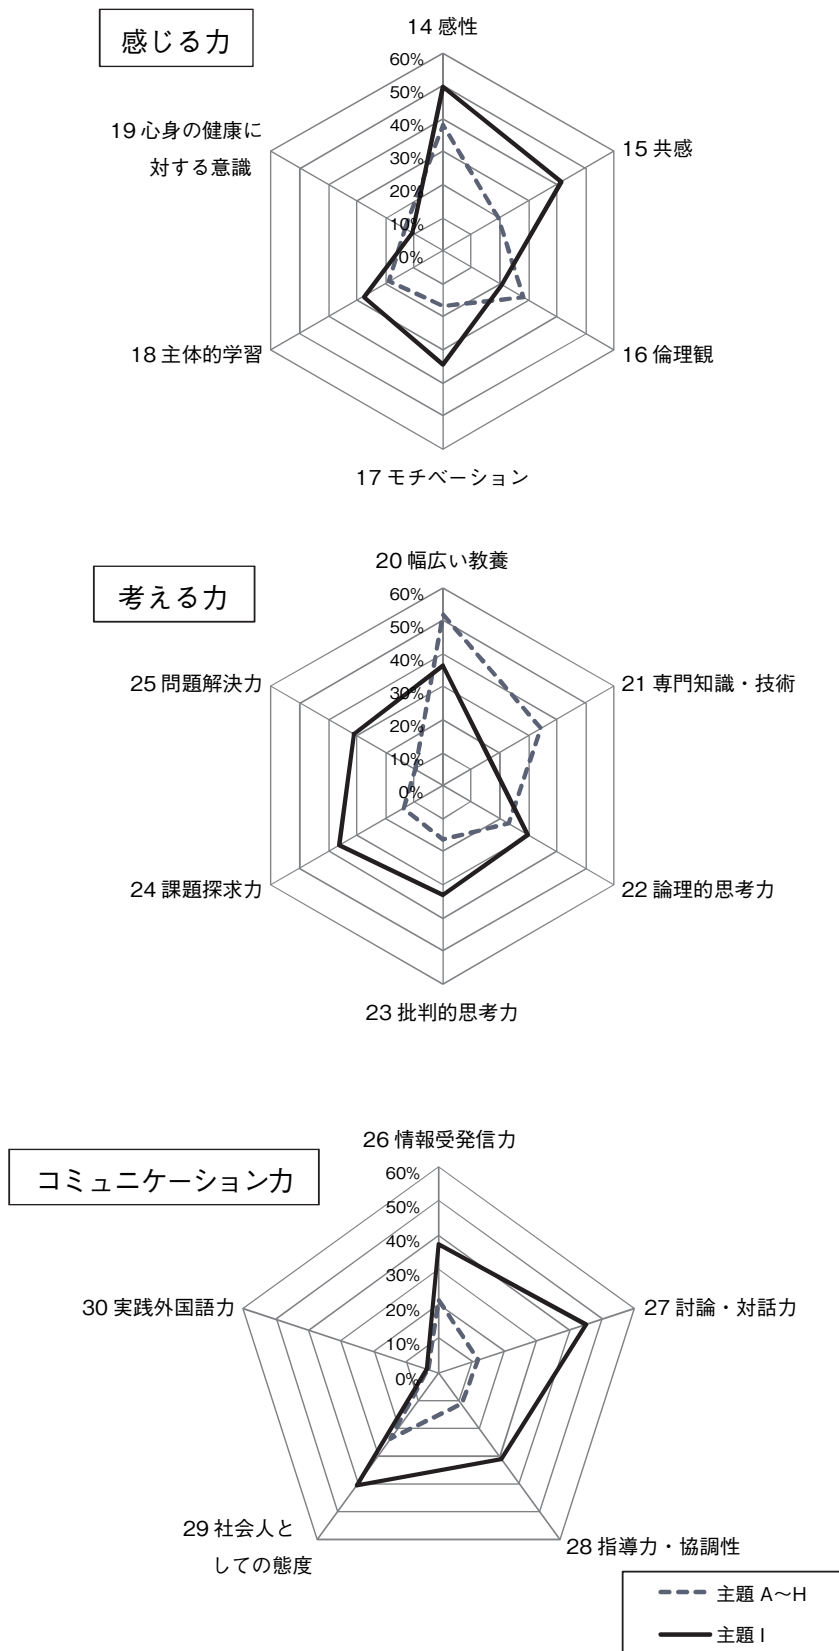 感じる力
14 感性
60%
50%
40%
30%
20%
10%
0%
15 共感
16 倫理観
17 モチベーション
18 主体的学習
19 心身の健康に
対する意識
考える力
20 幅広い教養
60%
50%
40%
30%
20%
10%
0%
21 専門知識・技術
22 論理的思考力
23 批判的思考力
24 課題探求力
25 問題解決力
コミュニケーション力
26 情報受発信力
60%
50%
40%
30%
20%
10%
0%
27 討論・対話力
28 指導力・協調性
29 社会人と
しての態度
30 実践外国語力
主題 A〜H
主題 I